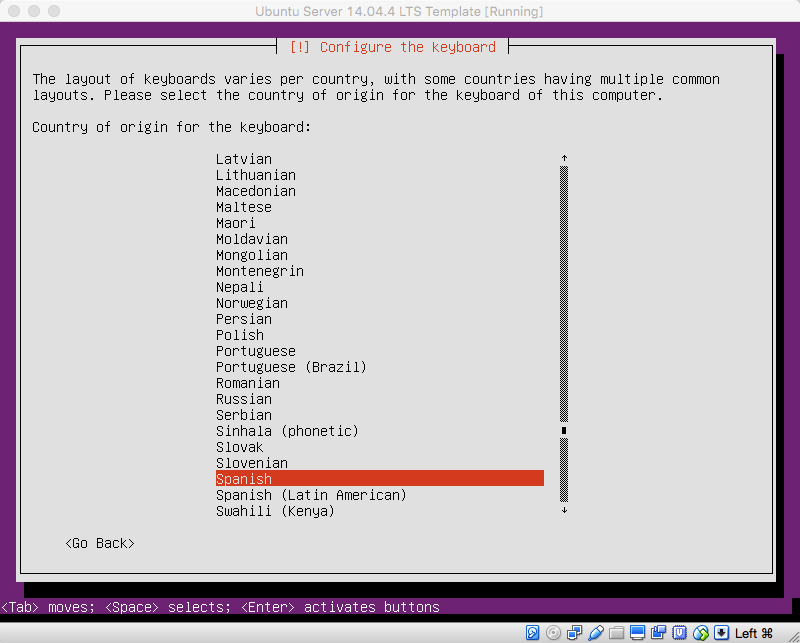 Ubuntu Server 14.04.4 LTS Template [Running]
[!] Configure the keyboard
The layout of keyboards varies per country, with some countries having multiple common
layouts. Please select the country of origin for the keyboard of this computer.
Country of origin for the keyboard:
Latvian
Lithuanian
Macedonian
Maltese
Maori
Moldavian
Mongolian
Montenegrin
Nepali
Norwegian
Persian
Polish
Portuguese
Portuguese (Brazil)
Romanian
Russian
Serbian
Sinhala (phonetic)
Slovak
Slovenian
Spanish
Spanish (Latin American)
Swahili (Kenya)
<Go Back>
<Tab> moves; <Space> selects; <Enter> activates buttons
Left ⌘